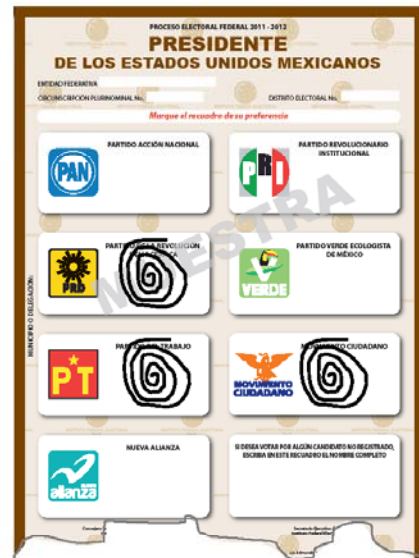 PROCESO ELECTORAL FEDERAL 2011 - 2012
PRESIDENTE
DE LOS ESTADOS UNIDOS MEXICANOS
ENTIDAD FEDERATIVA
CIRCUNSCRIPCIÓN PLURINOMINAL No.
DISTRITO ELECTORAL No.
Marque el recuadro de su preferencia
MUNICIPIO O DELEGACIÓN:
PARTIDO ACCIÓN NACIONAL
PAN
PARTIDO REVOLUCIONARIO
INSTITUCIONAL
PRI
MUESTRA
REVOLUCIÓN
PRD
PARTIDO VERDE ECOLOGISTA
DE MÉXICO
VERDE
TRABAJO
PT
CIUDADANO
MOVIMIENTO
CIUDADANO
NUEVA ALIANZA
alianza
SI DESEA VOTAR POR ALGÚN CANDIDATO NO REGISTRADO,
ESCRIBA EN ESTE RECUADRO EL NOMBRE COMPLETO